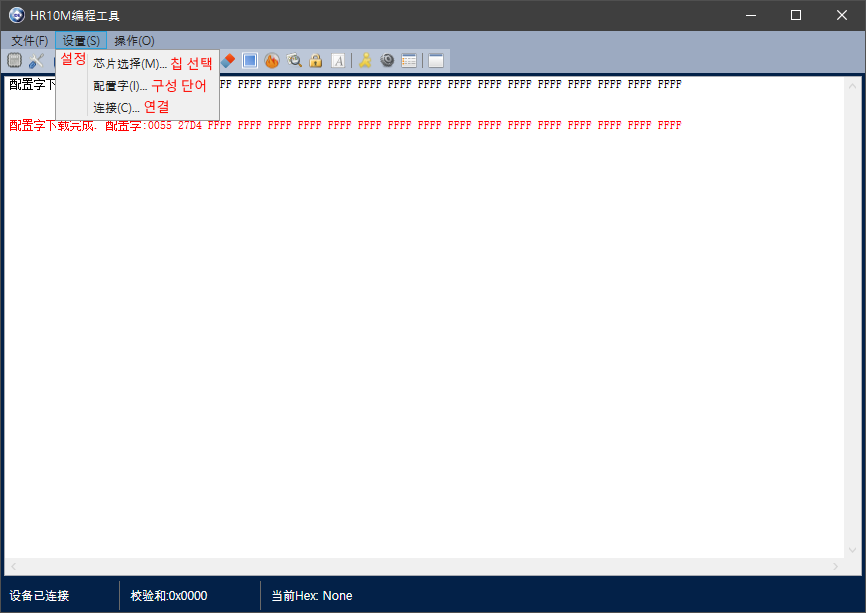 HR10M编程工具
文件(F) 设置(S) 操作(O)
설정
芯片选择(M)... 칩 선택
配置字(I)... 구성 단어
连接(C)... 연결
配置字下 FF FFFF FFFF FFFF FFFF FFFF FFFF FFFF FFFF FFFF FFFF FFFF FFFF FFFF FFFF FFFF
配置字下载完成. 配置字:0055 27D4 FFFF FFFF FFFF FFFF FFFF FFFF FFFF FFFF FFFF FFFF FFFF FFFF FFFF FFFF FFFF FFFF
设备已连接 校验和:0x0000 当前Hex: None